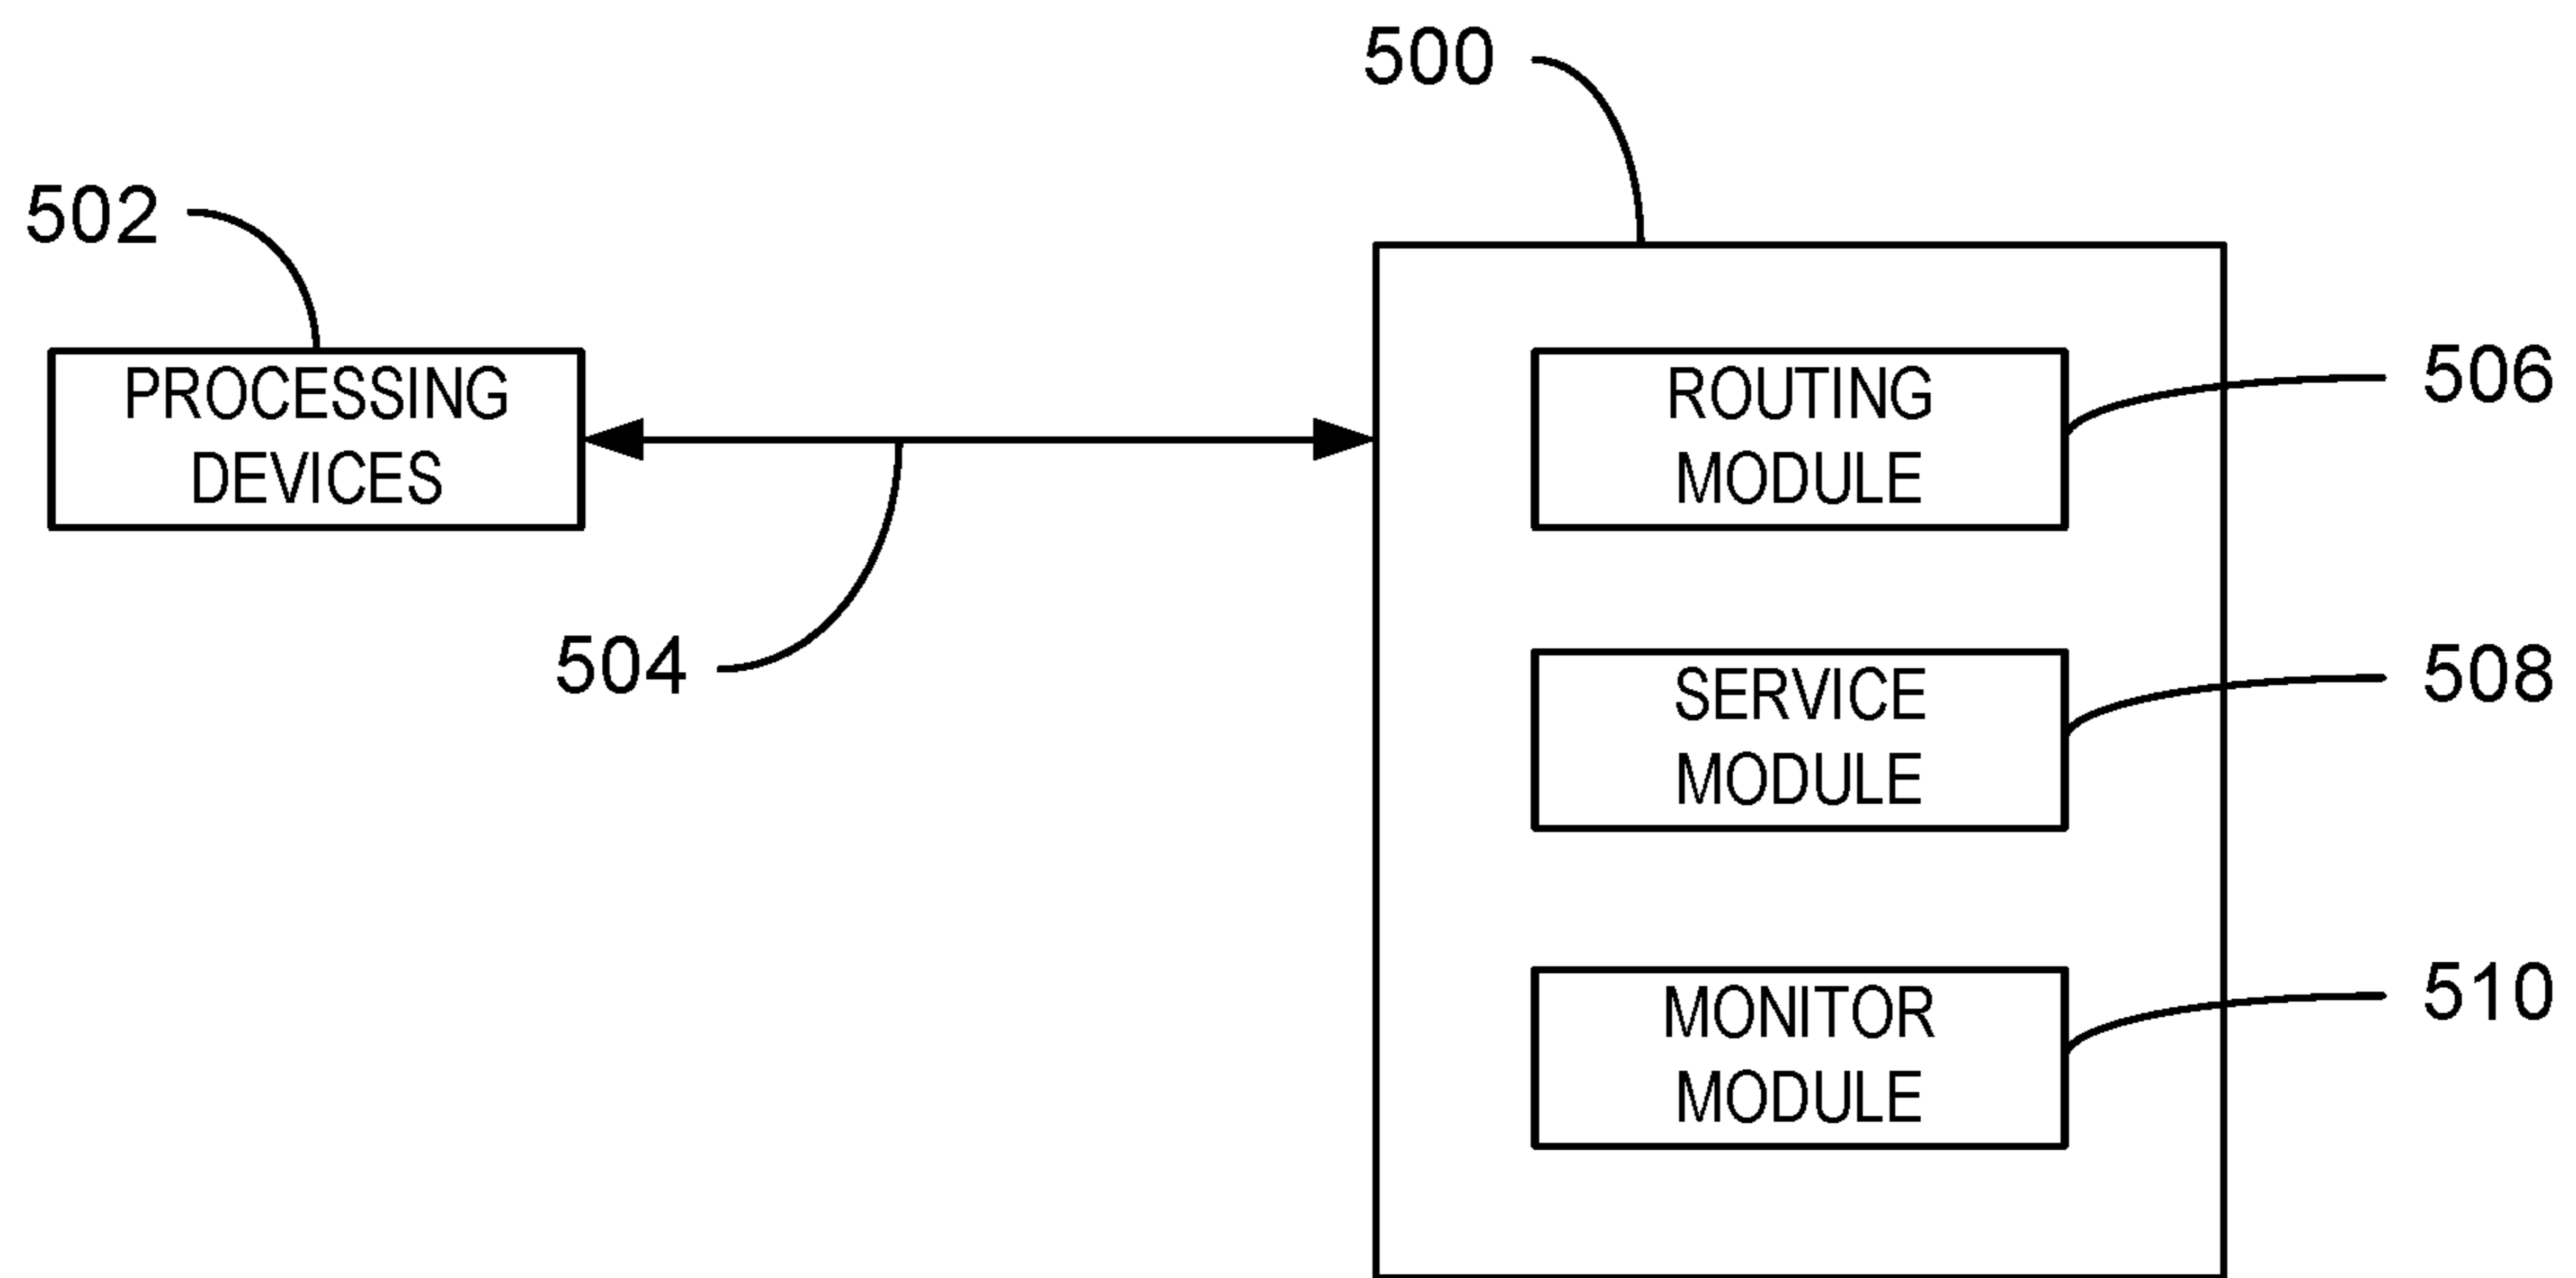 500
502
PROCESSING
DEVICES
504
ROUTING
MODULE
506
SERVICE
MODULE
508
MONITOR
MODULE
510